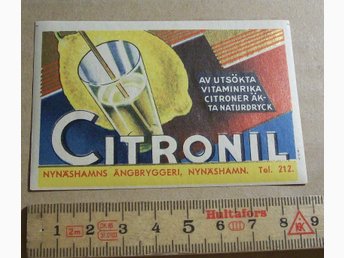 AV UTSÖKTA
VITAMINRIKA
CITRONER ÄK-
TA NATURDRYCK
CITRONIL
NYNÄSHAMNS ÅNGBRYGGERI, NYNÄSHAMN. Tel. 212.
Hultafors
1 2m 2 3 4 5 6 7 8 9